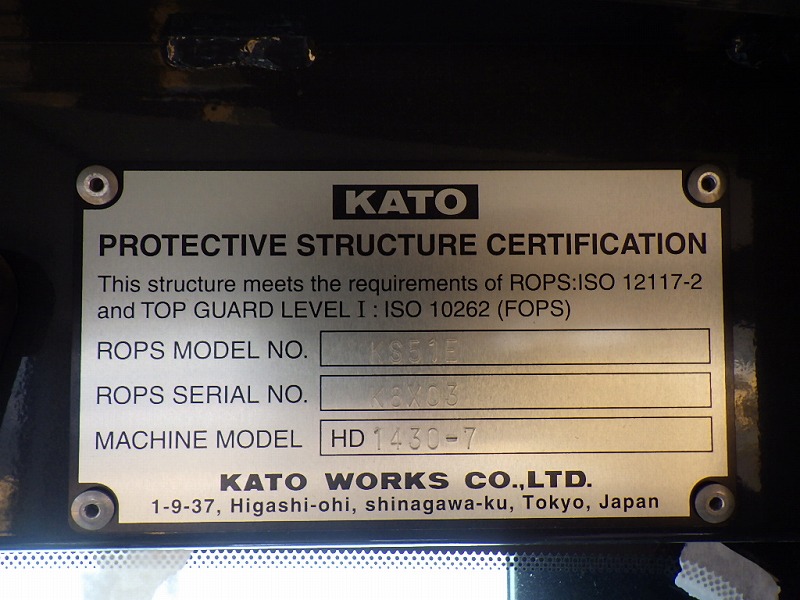 KATO
PROTECTIVE STRUCTURE CERTIFICATION
This structure meets the requirements of ROPS:ISO 12117-2
and TOP GUARD LEVEL I : ISO 10262 (FOPS)
ROPS MODEL NO. K851E
ROPS SERIAL NO. K8X03
MACHINE MODEL HD 1430-7
KATO WORKS CO.,LTD.
1-9-37, Higashi-ohi, shinagawa-ku, Tokyo, Japan